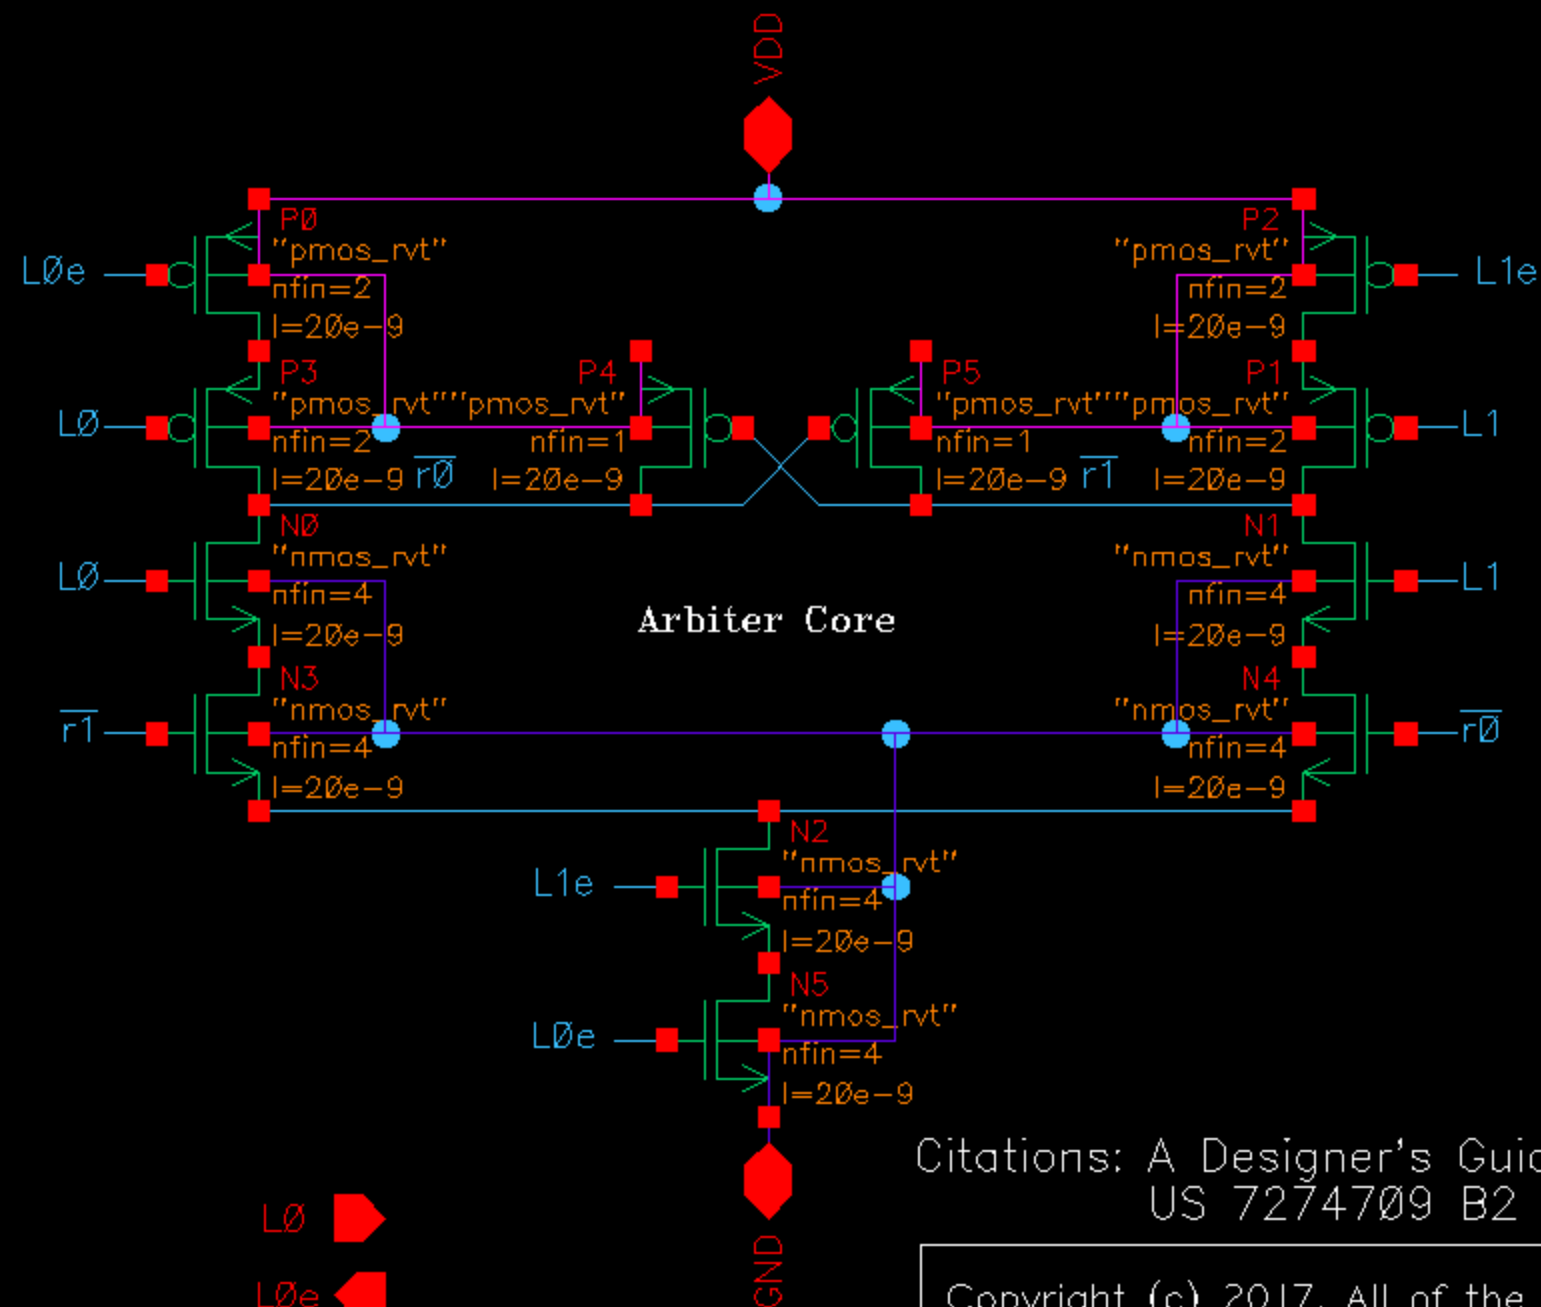 VDD
P0
P2
"pmos_rvt"
"pmos_rvt"
L0e
L1e
nfin=2
nfin=2
l=20e-9
l=20e-9
P3
P4
P5
P1
"pmos_rvt""pmos_rvt"
"pmos_rvt""pmos_rvt"
L0
L1
nfin=2
nfin=1
nfin=1
nfin=2
l=20e-9
r0
l=20e-9
l=20e-9
r1
l=20e-9
N0
N1
"nmos_rvt"
"nmos_rvt"
L0
L1
nfin=4
nfin=4
Arbiter Core
l=20e-9
l=20e-9
N3
N4
"nmos_rvt"
"nmos_rvt"
r1
r0
nfin=4
nfin=4
l=20e-9
l=20e-9
N2
"nmos_rvt"
L1e
nfin=4
l=20e-9
N5
"nmos_rvt"
L0e
nfin=4
l=20e-9
Citations: A Designer's Guid
US 7274709 B2
L0
GND
L0e
Copyright (c) 2017. All of the